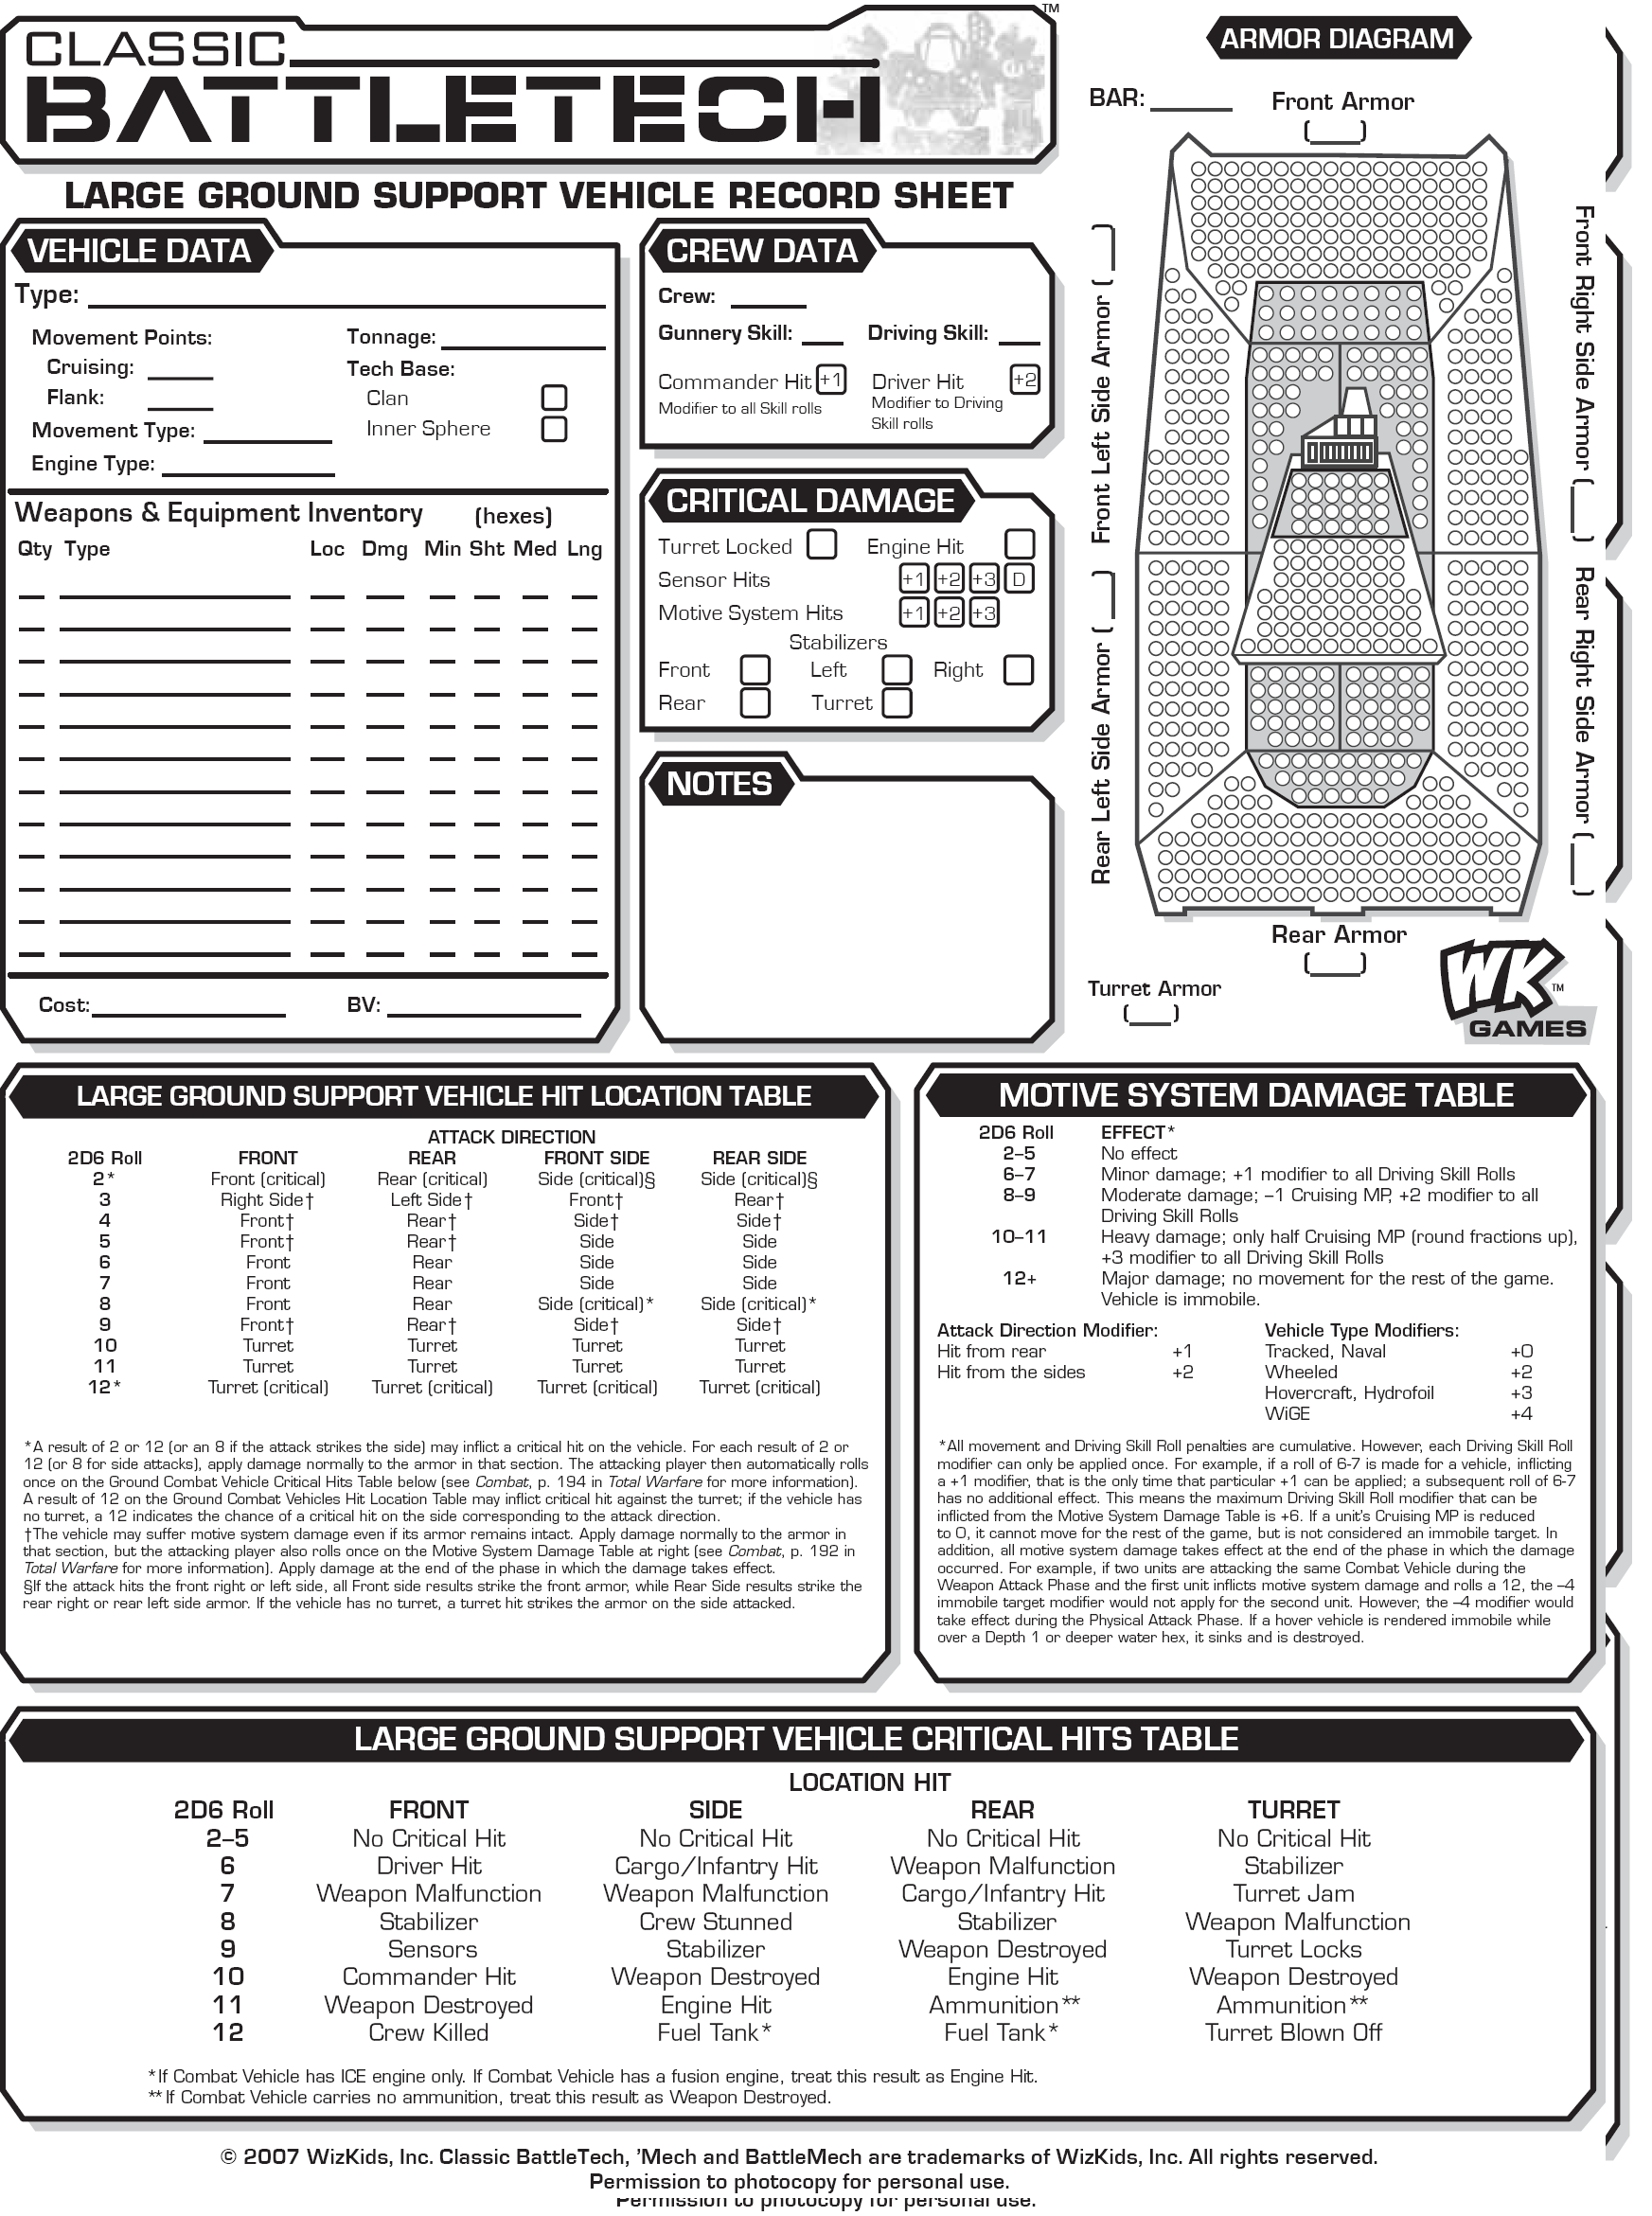 CLASSIC
BATTLETECH
TM
LARGE GROUND SUPPORT VEHICLE RECORD SHEET
VEHICLE DATA
Type:
Movement Points:
Cruising:
Flank:
Movement Type:
Engine Type:
Tonnage:
Tech Base:
Clan
Inner Sphere
Weapons & Equipment Inventory (hexes)
Qty Type Loc Dmg Min Sht Med Lng
Cost: BV:
CREW DATA
Crew:
Gunnery Skill: Driving Skill:
Commander Hit +1 Driver Hit +2
Modifier to all Skill rolls
Modifier to Driving
Skill rolls
CRITICAL DAMAGE
Turret Locked Engine Hit
Sensor Hits +1 +2 +3 D
Motive System Hits +1 +2 +3
Stabilizers
Front Left Right
Rear Turret
NOTES
ARMOR DIAGRAM
BAR: Front Armor
( )
Front Left Side Armor ( )
Rear Left Side Armor ( )
Front Right Side Armor ( )
Rear Right Side Armor ( )
Rear Armor
( )
Turret Armor
( )
WK
TM
GAMES
LARGE GROUND SUPPORT VEHICLE HIT LOCATION TABLE
ATTACK DIRECTION
2D6 Roll FRONT REAR FRONT SIDE REAR SIDE
2* Front (critical) Rear (critical) Side (critical)§ Side (critical)§
3 Right Side† Left Side† Front† Rear†
4 Front† Rear† Side† Side†
5 Front† Rear† Side Side
6 Front Rear Side Side
7 Front Rear Side Side
8 Front Rear Side (critical)* Side (critical)*
9 Front† Rear† Side† Side†
10 Turret Turret Turret Turret
11 Turret Turret Turret Turret
12* Turret (critical) Turret (critical) Turret (critical) Turret (critical)
*A result of 2 or 12 (or an 8 if the attack strikes the side) may inflict a critical hit on the vehicle. For each result of 2 or
12 (or 8 for side attacks), apply damage normally to the armor in that section. The attacking player then automatically rolls
once on the Ground Combat Vehicle Critical Hits Table below (see Combat, p. 194 in Total Warfare for more information).
A result of 12 on the Ground Combat Vehicles Hit Location Table may inflict critical hit against the turret; if the vehicle has
no turret, a 12 indicates the chance of a critical hit on the side corresponding to the attack direction.
†The vehicle may suffer motive system damage even if its armor remains intact. Apply damage normally to the armor in
that section, but the attacking player also rolls once on the Motive System Damage Table at right (see Combat, p. 192 in
Total Warfare for more information). Apply damage at the end of the phase in which the damage takes effect.
§If the attack hits the front right or left side, all Front side results strike the front armor, while Rear Side results strike the
rear right or rear left side armor. If the vehicle has no turret, a turret hit strikes the armor on the side attacked.
MOTIVE SYSTEM DAMAGE TABLE
2D6 Roll EFFECT*
2–5 No effect
6–7 Minor damage; +1 modifier to all Driving Skill Rolls
8–9 Moderate damage; –1 Cruising MP, +2 modifier to all
Driving Skill Rolls
10–11 Heavy damage; only half Cruising MP (round fractions up),
+3 modifier to all Driving Skill Rolls
12+ Major damage; no movement for the rest of the game.
Vehicle is immobile.
Attack Direction Modifier: Vehicle Type Modifiers:
Hit from rear +1 Tracked, Naval +0
Hit from the sides +2 Wheeled +2
Hovercraft, Hydrofoil +3
WiGE +4
*All movement and Driving Skill Roll penalties are cumulative. However, each Driving Skill Roll
modifier can only be applied once. For example, if a roll of 6-7 is made for a vehicle, inflicting
a +1 modifier, that is the only time that particular +1 can be applied; a subsequent roll of 6-7
has no additional effect. This means the maximum Driving Skill Roll modifier that can be
inflicted from the Motive System Damage Table is +6. If a unit's Cruising MP is reduced
to 0, it cannot move for the rest of the game, but is not considered an immobile target. In
addition, all motive system damage takes effect at the end of the phase in which the damage
occurred. For example, if two units are attacking the same Combat Vehicle during the
Weapon Attack Phase and the first unit inflicts motive system damage and rolls a 12, the –4
immobile target modifier would not apply for the second unit. However, the –4 modifier would
take effect during the Physical Attack Phase. If a hover vehicle is rendered immobile while
over a Depth 1 or deeper water hex, it sinks and is destroyed.
LARGE GROUND SUPPORT VEHICLE CRITICAL HITS TABLE
LOCATION HIT
2D6 Roll FRONT SIDE REAR TURRET
2–5 No Critical Hit No Critical Hit No Critical Hit No Critical Hit
6 Driver Hit Cargo/Infantry Hit Weapon Malfunction Stabilizer
7 Weapon Malfunction Weapon Malfunction Cargo/Infantry Hit Turret Jam
8 Stabilizer Crew Stunned Stabilizer Weapon Malfunction
9 Sensors Stabilizer Weapon Destroyed Turret Locks
10 Commander Hit Weapon Destroyed Engine Hit Weapon Destroyed
11 Weapon Destroyed Engine Hit Ammunition** Ammunition**
12 Crew Killed Fuel Tank* Fuel Tank* Turret Blown Off
*If Combat Vehicle has ICE engine only. If Combat Vehicle has a fusion engine, treat this result as Engine Hit.
**If Combat Vehicle carries no ammunition, treat this result as Weapon Destroyed.
© 2007 WizKids, Inc. Classic BattleTech, 'Mech and BattleMech are trademarks of WizKids, Inc. All rights reserved.
Permission to photocopy for personal use.
Permission to photocopy for personal use.